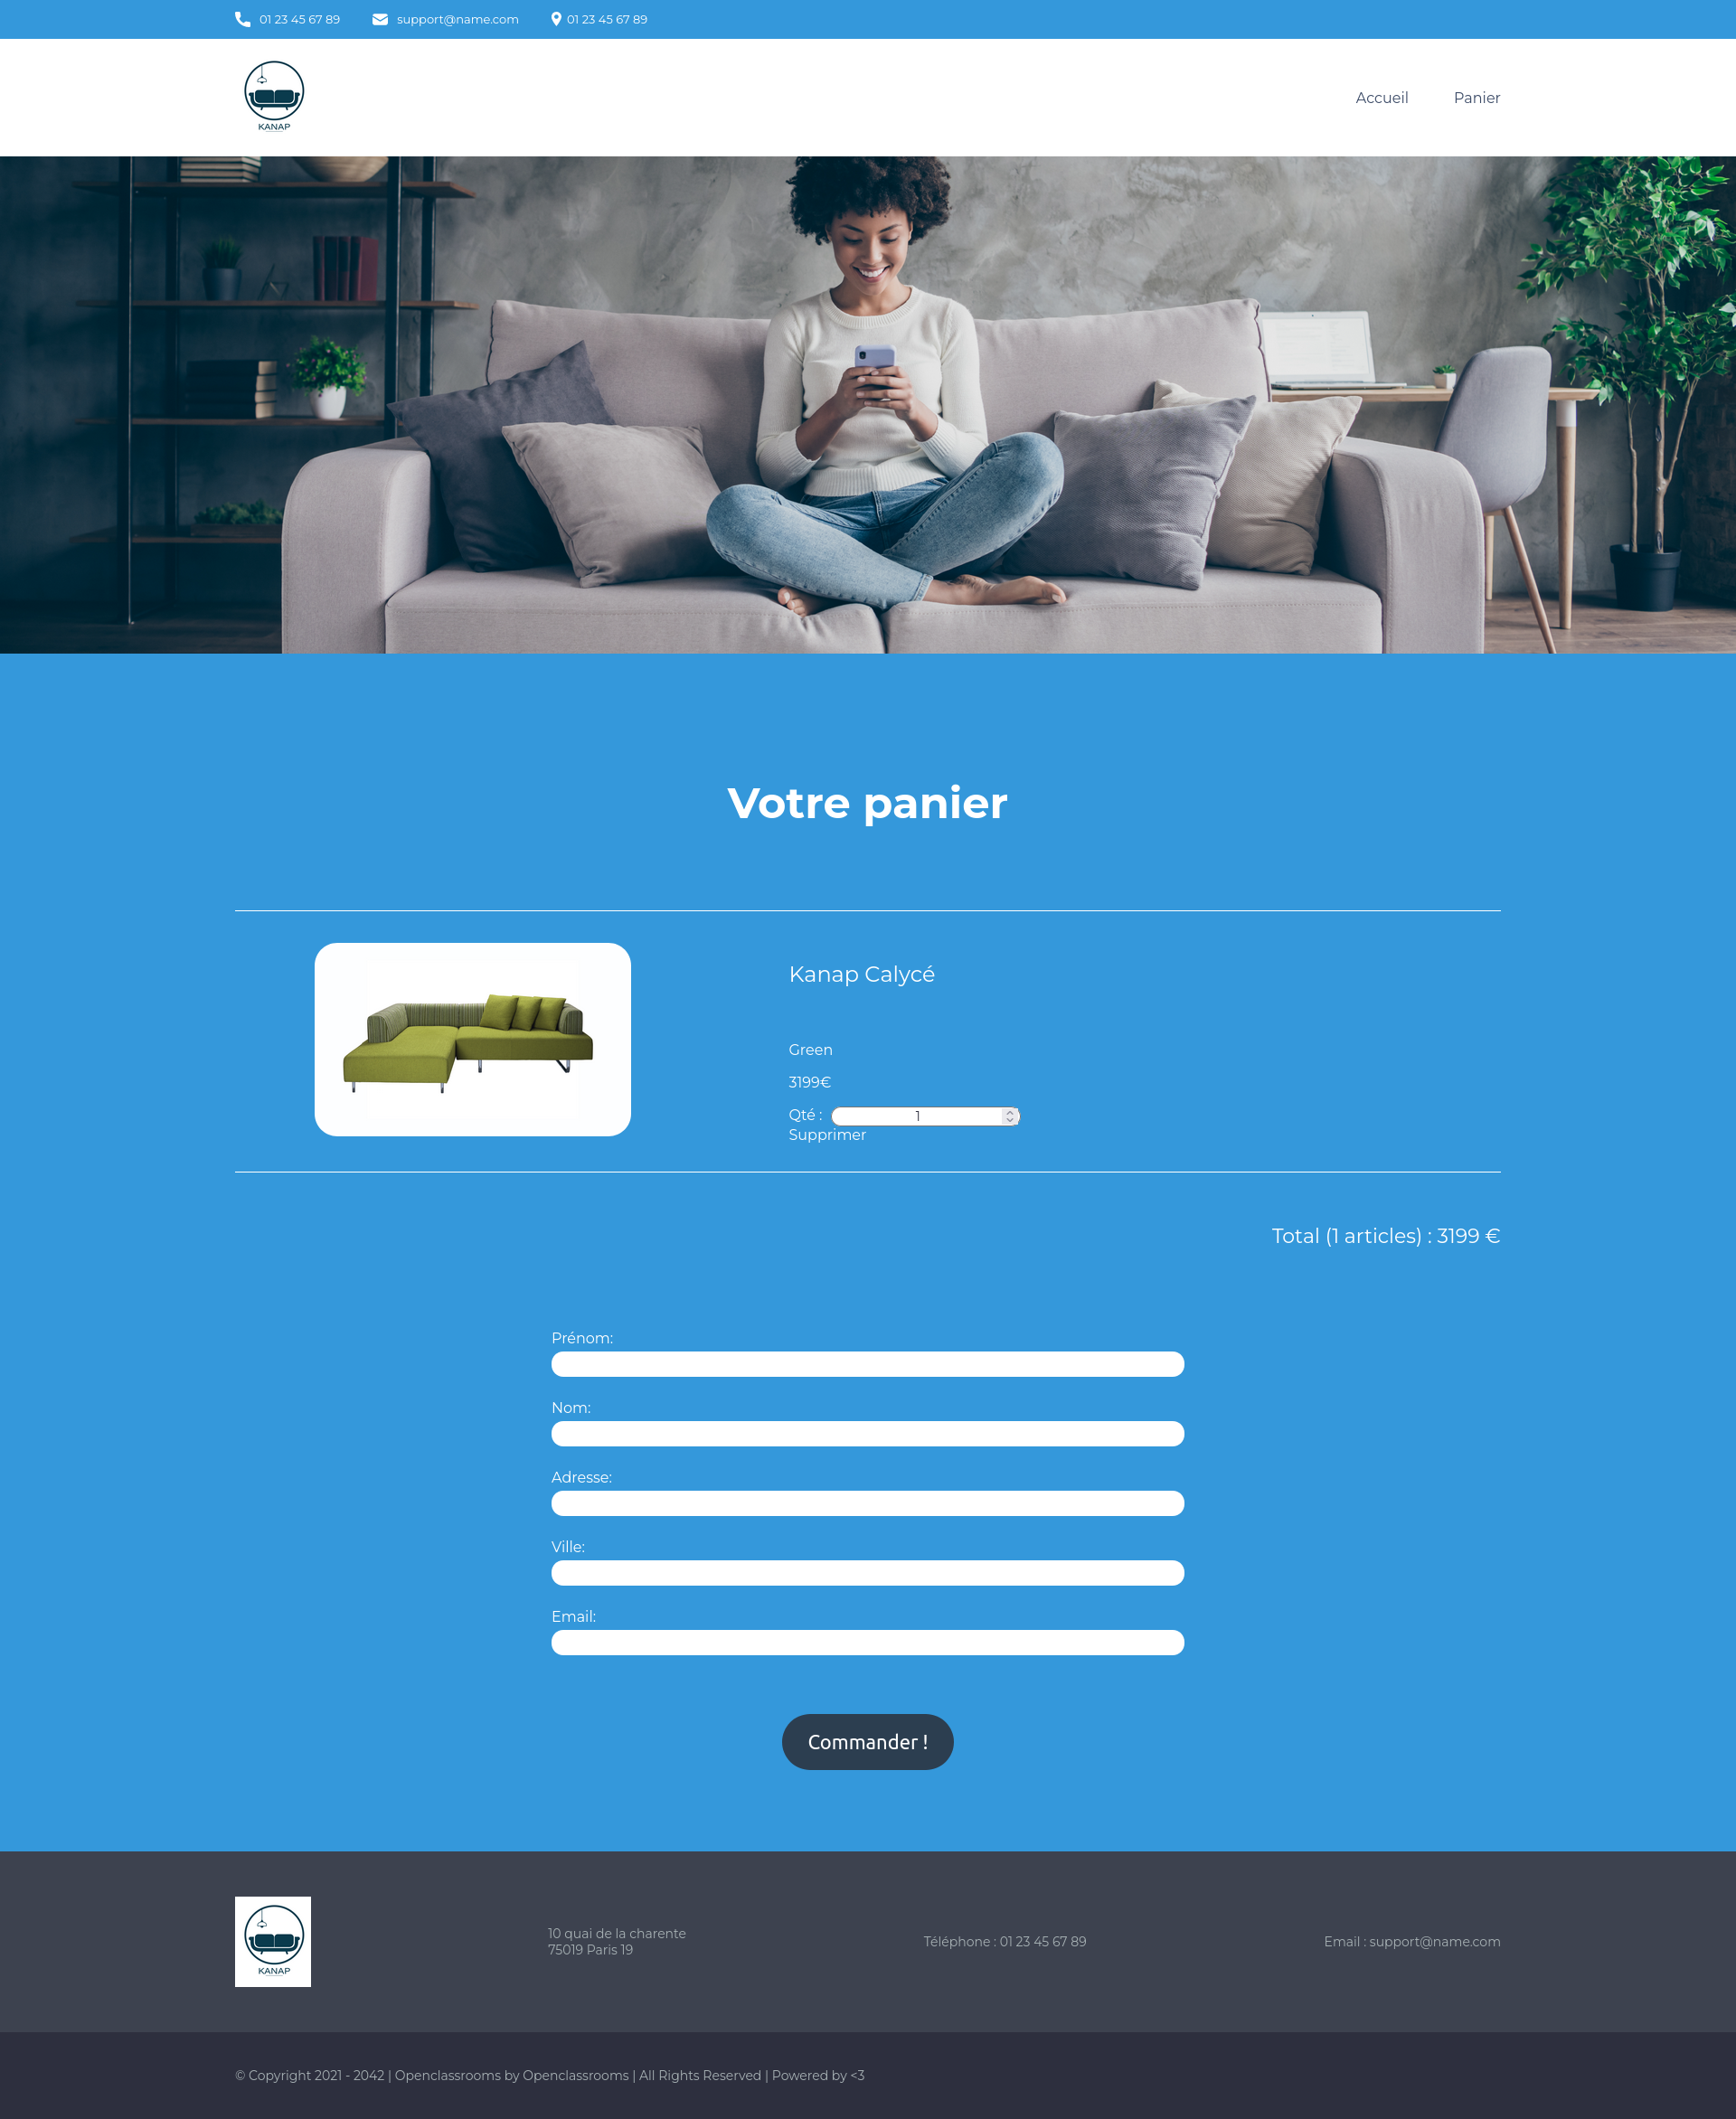 01 23 45 67 89 support@name.com 01 23 45 67 89
KANAP
Accueil Panier
Votre panier
Kanap Calycé
Green
3199€
Qté : 1
Supprimer
Total (1 articles) : 3199 €
Prénom:
Nom:
Adresse:
Ville:
Email:
Commander !
KANAP
10 quai de la charente
75019 Paris 19
Téléphone : 01 23 45 67 89
Email : support@name.com
© Copyright 2021 - 2042 | Openclassrooms by Openclassrooms | All Rights Reserved | Powered by <3